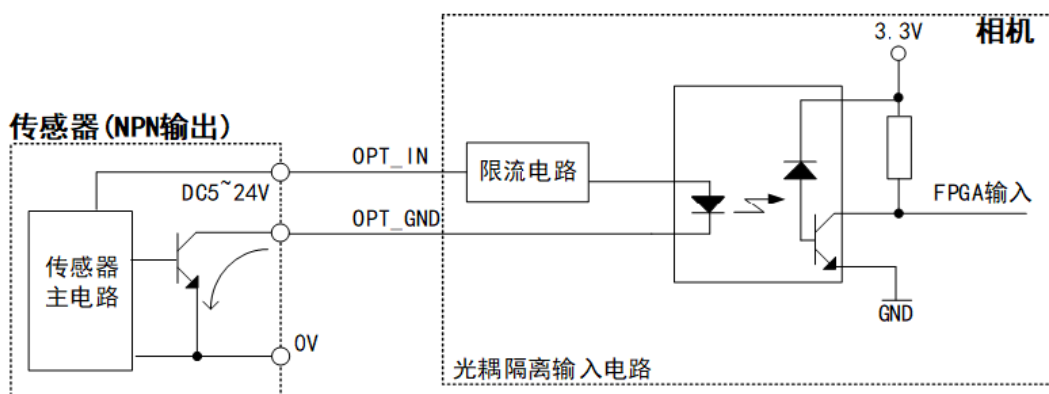 3.3V
相机
传感器(NPN输出)
OPT_IN
限流电路
DC5~24V
FPGA输入
OPT_GND
传感器
主电路
GND
0V
光耦隔离输入电路